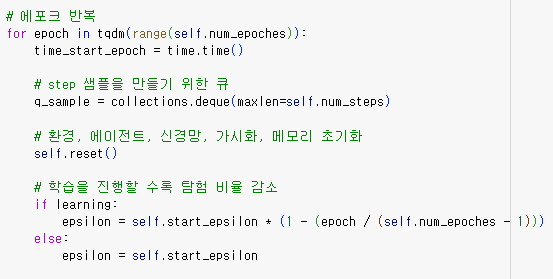 # 에포크 반복
for epoch in tqdm(range(self.num_epoches)):
time_start_epoch = time.time()
# step 샘플을 만들기 위한 큐
q_sample = collections.deque(maxlen=self.num_steps)
# 환경, 에이전트, 신경망, 가시화, 메모리 초기화
self.reset()
# 학습을 진행할 수록 탐험 비율 감소
if learning:
epsilon = self.start_epsilon * (1 - (epoch / (self.num_epoches - 1)))
else:
epsilon = self.start_epsilon